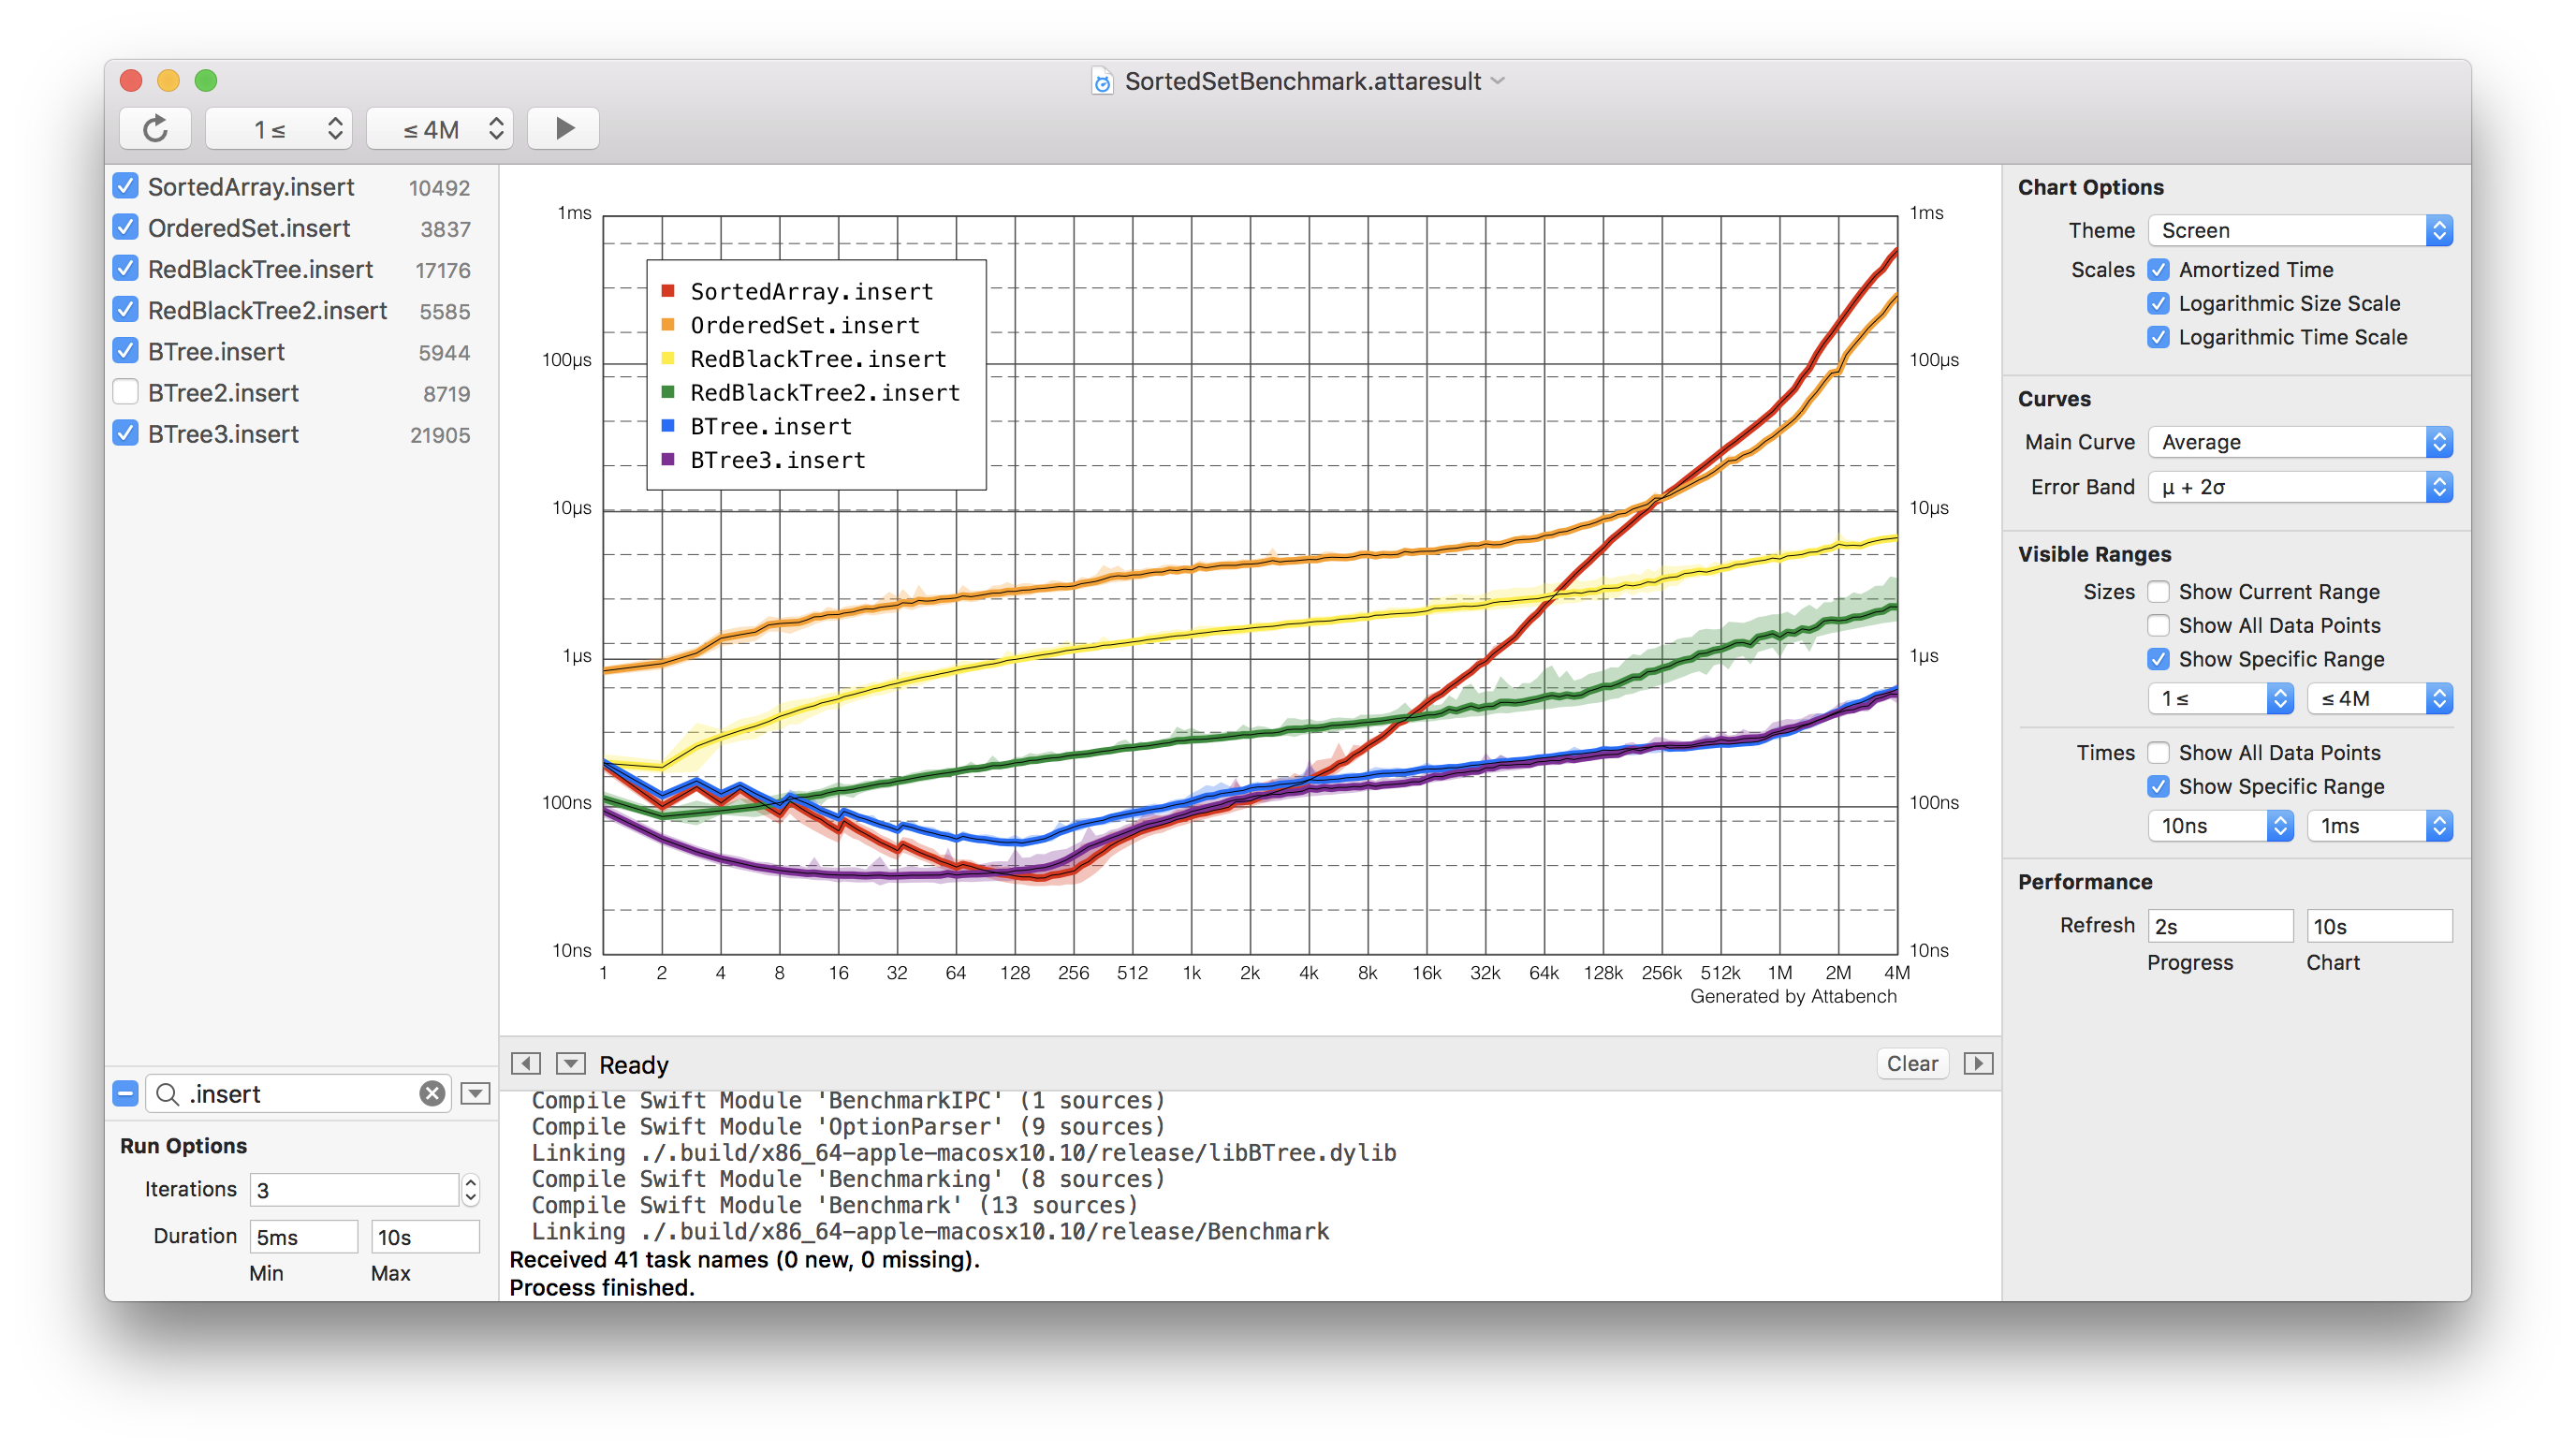 SortedSetBenchmark.attaresult
1 ≤
≤ 4M
SortedArray.insert 10492
OrderedSet.insert 3837
RedBlackTree.insert 17176
RedBlackTree2.insert 5585
BTree.insert 5944
BTree2.insert 8719
BTree3.insert 21905
.insert
Run Options
Iterations 3
Duration 5ms 10s
Min Max
1ms 1ms
100µs 100µs
10µs 10µs
1µs 1µs
100ns 100ns
10ns 10ns
SortedArray.insert
OrderedSet.insert
RedBlackTree.insert
RedBlackTree2.insert
BTree.insert
BTree3.insert
1 2 4 8 16 32 64 128 256 512 1k 2k 4k 8k 16k 32k 64k 128k 256k 512k 1M 2M 4M
Generated by Attabench
Ready Clear
Compile Swift Module 'BenchmarkIPC' (1 sources)
Compile Swift Module 'OptionParser' (9 sources)
Linking ./.build/x86_64-apple-macosx10.10/release/libBTree.dylib
Compile Swift Module 'Benchmarking' (8 sources)
Compile Swift Module 'Benchmark' (13 sources)
Linking ./.build/x86_64-apple-macosx10.10/release/Benchmark
Received 41 task names (0 new, 0 missing).
Process finished.
Chart Options
Theme Screen
Scales Amortized Time
Logarithmic Size Scale
Logarithmic Time Scale
Curves
Main Curve Average
Error Band µ + 2σ
Visible Ranges
Sizes Show Current Range
Show All Data Points
Show Specific Range
1 ≤ ≤ 4M
Times Show All Data Points
Show Specific Range
10ns 1ms
Performance
Refresh 2s 10s
Progress Chart